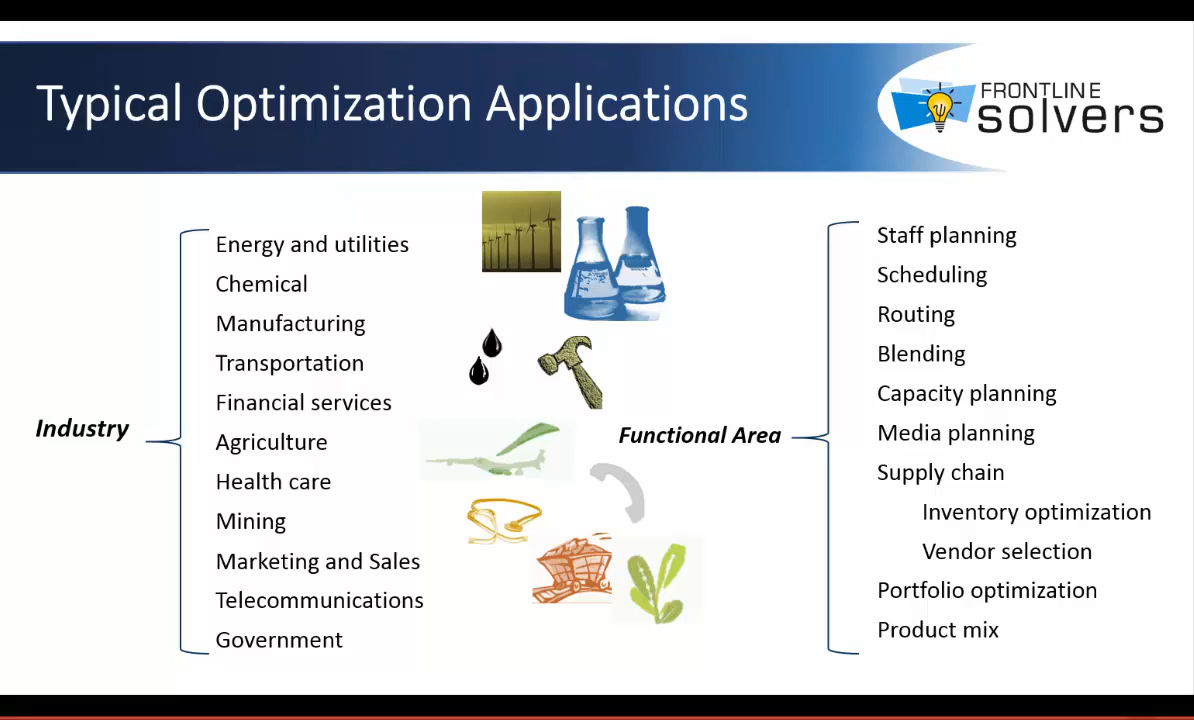 Typical Optimization Applications
FRONTLINE
solvers
Industry
Energy and utilities
Chemical
Manufacturing
Transportation
Financial services
Agriculture
Health care
Mining
Marketing and Sales
Telecommunications
Government
Functional Area
Staff planning
Scheduling
Routing
Blending
Capacity planning
Media planning
Supply chain
Inventory optimization
Vendor selection
Portfolio optimization
Product mix